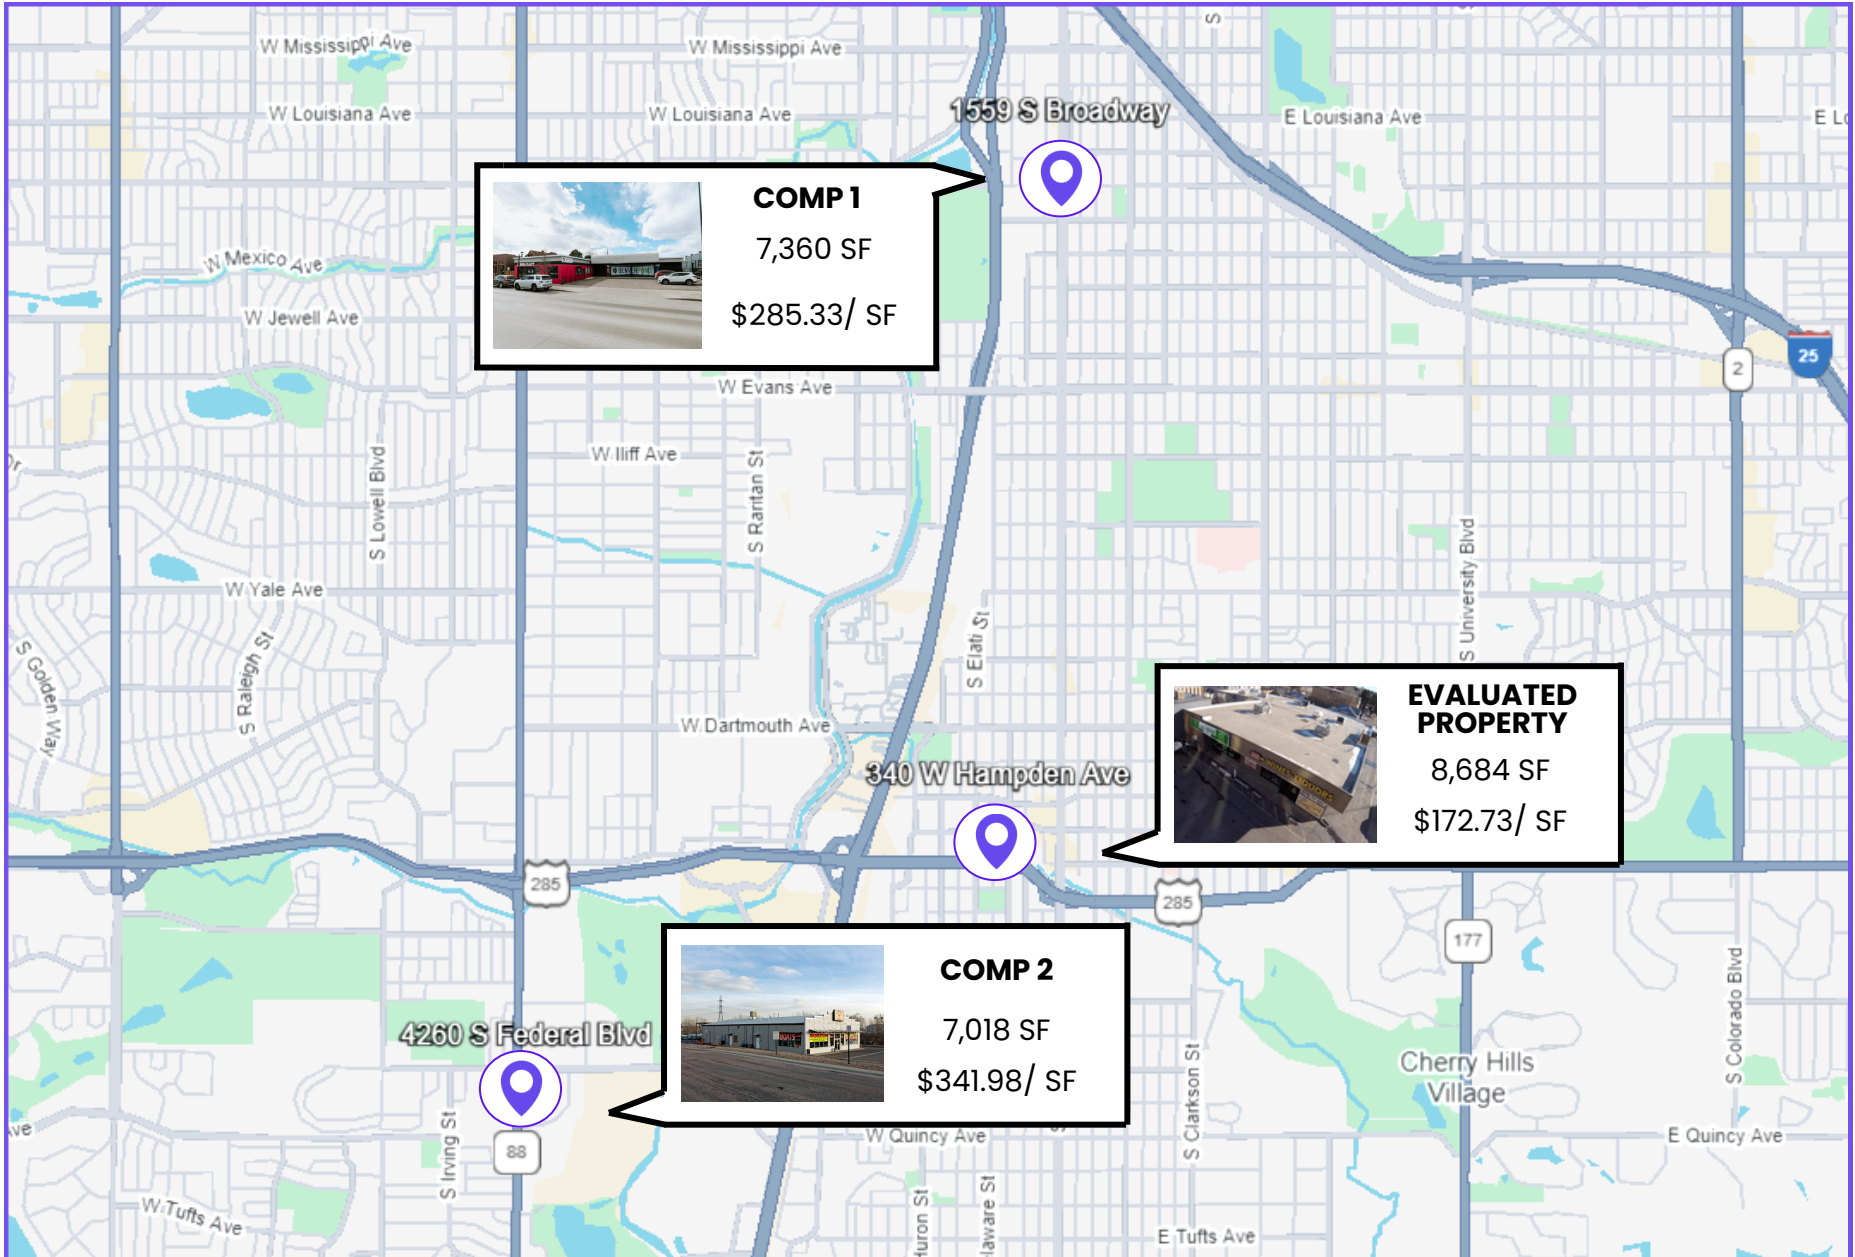 W Mississippi Ave
W Mississippi Ave
W Louisiana Ave
W Louisiana Ave
1559 S Broadway
E Louisiana Ave
COMP 1
7,360 SF
$285.33/ SF
W Mexico Ave
W Jewell Ave
25
2
W Evans Ave
W Iliff Ave
S Lowell Blvd
S Raritan St
S University Blvd
W Yale Ave
S Golden Way
S Raleigh St
S Elati St
W Dartmouth Ave
340 W Hampden Ave
EVALUATED
PROPERTY
8,684 SF
$172.73/ SF
WINES LIQUORS
285
285
177
COMP 2
7,018 SF
$341.98/ SF
4260 S Federal Blvd
88
S Irving St
S Clarkson St
S Colorado Blvd
Cherry Hills
Village
W Quincy Ave
E Quincy Ave
W Tufts Ave
E Tufts Ave